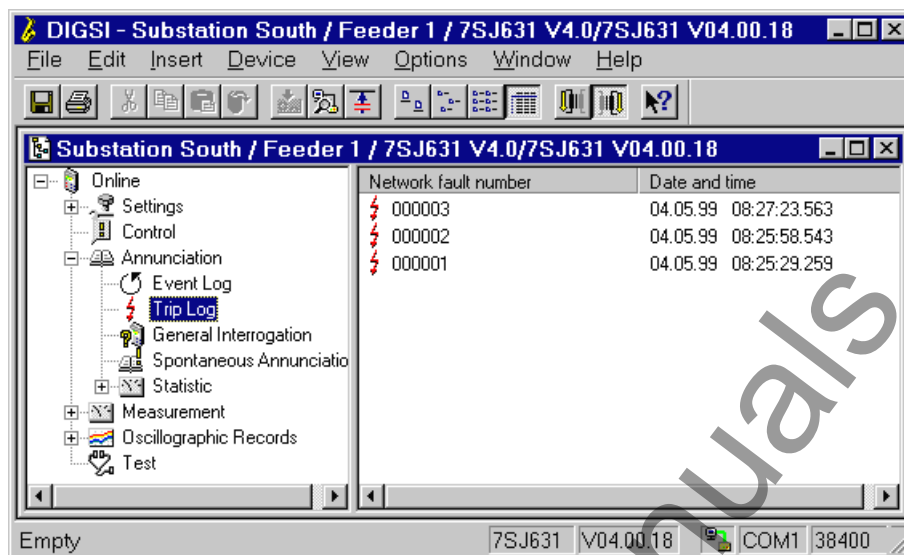 DIGSI - Substation South / Feeder 1 / 7SJ631 V4.0/7SJ631 V04.00.18
File Edit Insert Device View Options Window Help
Substation South / Feeder 1 / 7SJ631 V4.0/7SJ631 V04.00.18
Online
Settings
Control
Annunciation
Event Log
Trip Log
General Interrogation
Spontaneous Annunciatio
Statistic
Measurement
Oscillographic Records
Test
Network fault number Date and time
000003 04.05.99 08:27:23.563
000002 04.05.99 08:25:58.543
000001 04.05.99 08:25:29.259
Empty 7SJ631 V04.00.18 COM1 38400
nuals